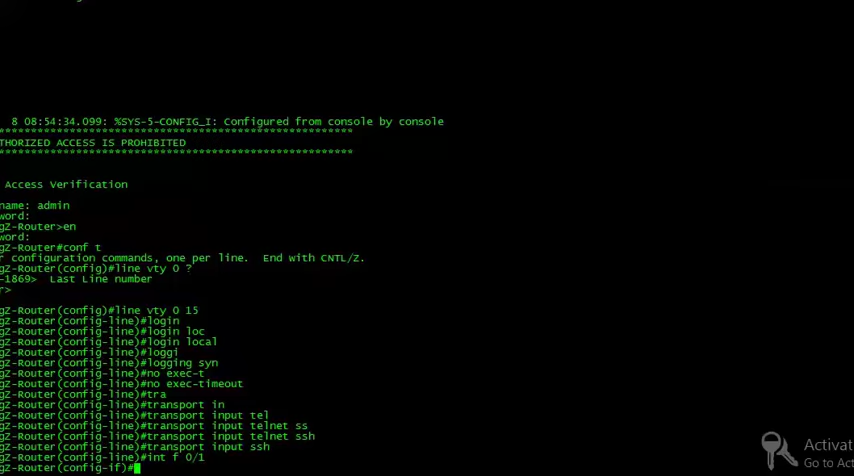 8 08:54:34.099: %SYS-5-CONFIG_I: Configured from console by console
*********************************************************
THORIZED ACCESS IS PROHIBITED
*********************************************************
Access Verification
name: admin
word:
gZ-Router>en
word:
gZ-Router#conf t
r configuration commands, one per line.  End with CNTL/Z.
gZ-Router(config)#line vty 0 ?
-1869>  Last Line number
r>
gZ-Router(config)#line vty 0 15
gZ-Router(config-line)#login
gZ-Router(config-line)#login loc
gZ-Router(config-line)#login local
gZ-Router(config-line)#loggi
gZ-Router(config-line)#logging syn
gZ-Router(config-line)#no exec-t
gZ-Router(config-line)#no exec-timeout
gZ-Router(config-line)#tra
gZ-Router(config-line)#transport in
gZ-Router(config-line)#transport input tel
gZ-Router(config-line)#transport input telnet ss
gZ-Router(config-line)#transport input telnet ssh
gZ-Router(config-line)#transport input ssh
gZ-Router(config-line)#int f 0/1
gZ-Router(config-if)#
Activat
Go to Act